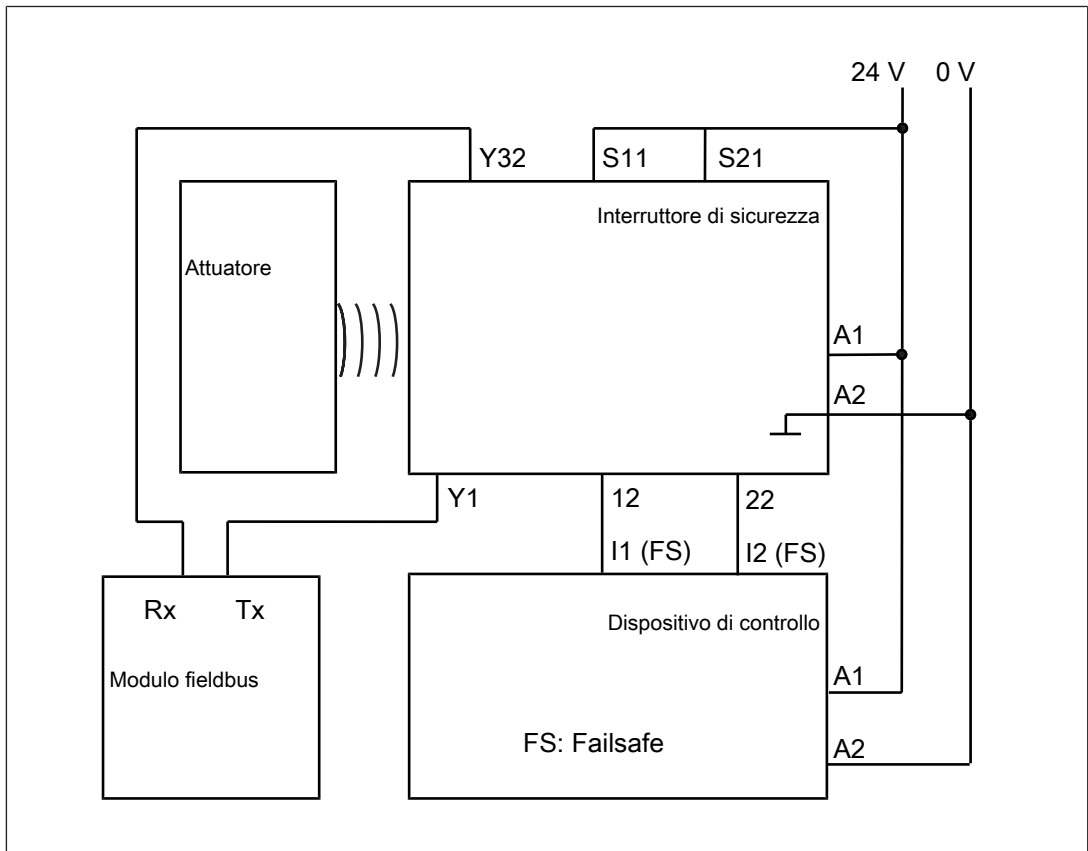 24 V 0 V
Y32 S11 S21
Interruttore di sicurezza
Attuatore
A1
A2
Y1 12 22
I1 (FS) I2 (FS)
Rx Tx
Dispositivo di controllo
Modulo fieldbus
A1
FS: Failsafe
A2